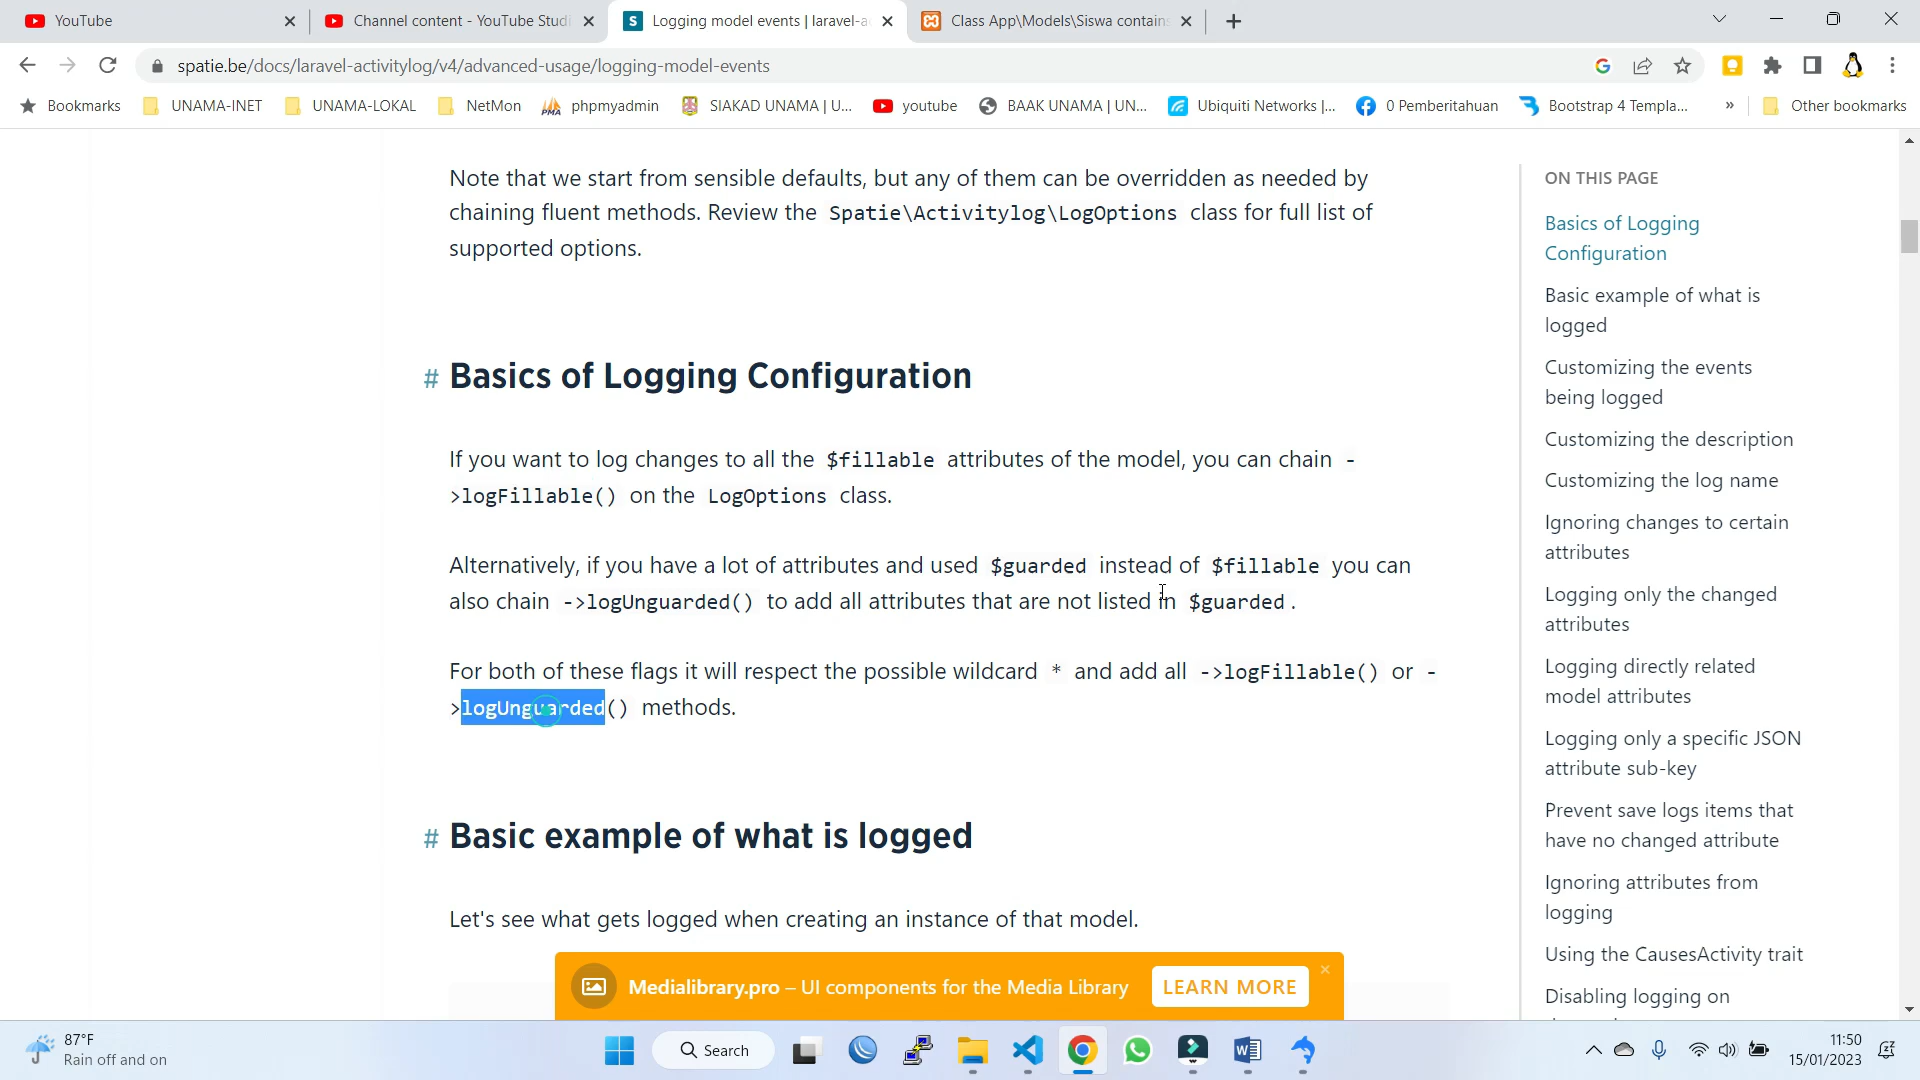 YouTube
Channel content - YouTube Studi
Logging model events | laravel-a
Class App\Models\Siswa contain
spatie.be/docs/laravel-activitylog/v4/advanced-usage/logging-model-events
Bookmarks
UNAMA-INET
UNAMA-LOKAL
NetMon
phpmyadmin
SIAKAD UNAMA | U...
youtube
BAAK UNAMA | UN...
Ubiquiti Networks |...
0 Pemberitahuan
Bootstrap 4 Templa...
»
Other bookmarks
Note that we start from sensible defaults, but any of them can be overridden as needed by
chaining fluent methods. Review the Spatie\Activitylog\LogOptions class for full list of
supported options.
# Basics of Logging Configuration
If you want to log changes to all the $fillable attributes of the model, you can chain -
>logFillable() on the LogOptions class.
Alternatively, if you have a lot of attributes and used $guarded instead of $fillable you can
also chain ->logUnguarded() to add all attributes that are not listed in $guarded.
For both of these flags it will respect the possible wildcard * and add all ->logFillable() or -
>logUnguarded() methods.
# Basic example of what is logged
Let's see what gets logged when creating an instance of that model.
Medialibrary.pro – UI components for the Media Library
LEARN MORE
ON THIS PAGE
Basics of Logging
Configuration
Basic example of what is
logged
Customizing the events
being logged
Customizing the description
Customizing the log name
Ignoring changes to certain
attributes
Logging only the changed
attributes
Logging directly related
model attributes
Logging only a specific JSON
attribute sub-key
Prevent save logs items that
have no changed attribute
Ignoring attributes from
logging
Using the CausesActivity trait
Disabling logging on
87°F
Rain off and on
Search
11:50
15/01/2023